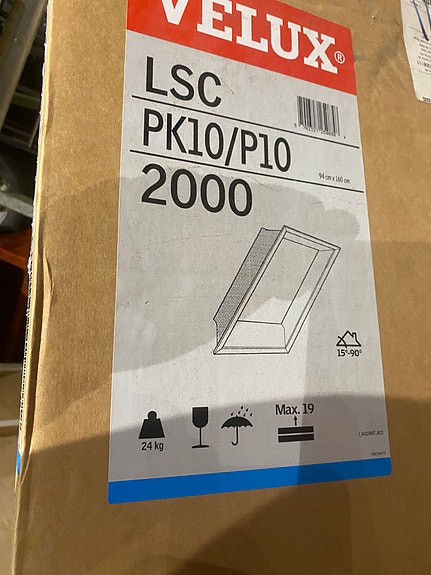 VELUX®
LSC
PK10/P10
94 cm x 160 cm
2000
15°-90°
Max. 19
24 kg